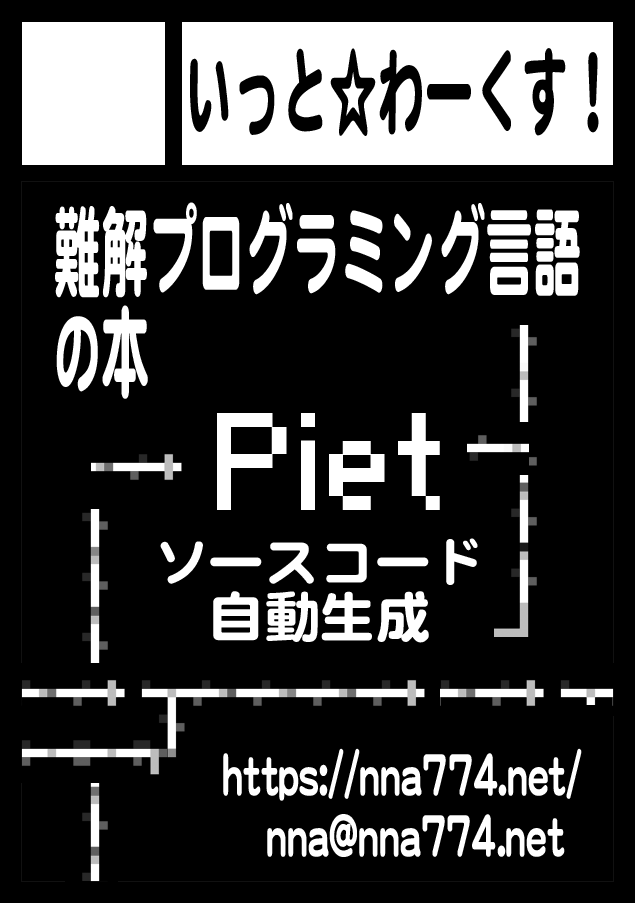 いっと☆わーくす！
難解プログラミング言語
の本
Piet
ソースコード
自動生成
https://nna774.net/
nna@nna774.net